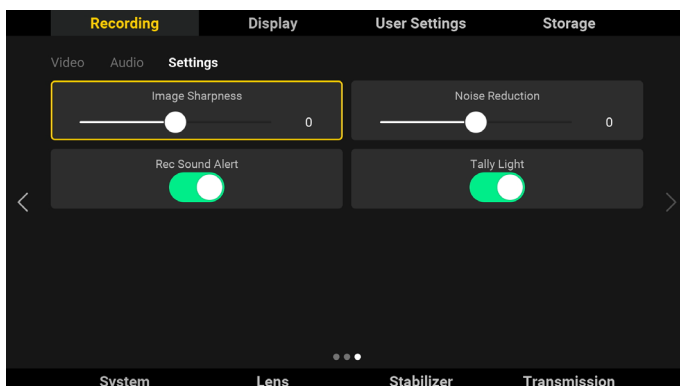 Recording Display User Settings Storage
Video Audio Settings
Image Sharpness Noise Reduction
0 0
Rec Sound Alert Tally Light
System Lens Stabilizer Transmission